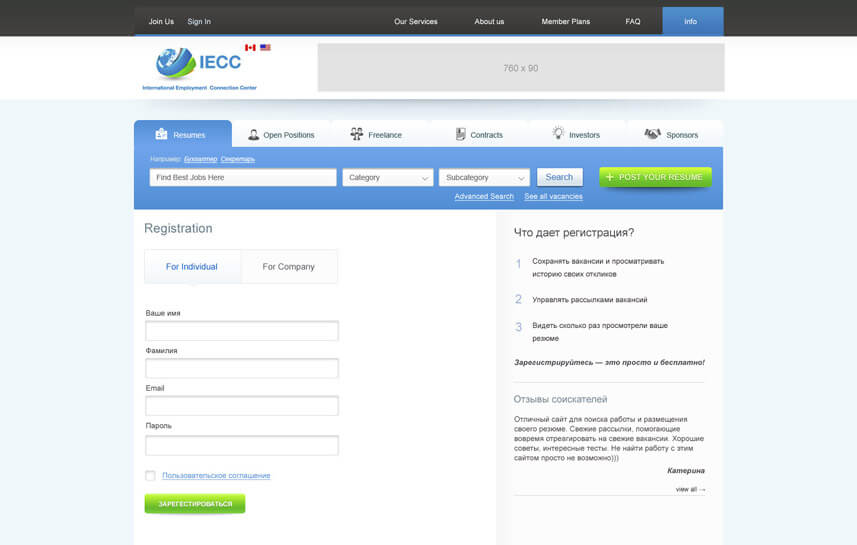 Join Us
Sign In
Our Services
About us
Member Plans
FAQ
Info
IECC
International Employment Connection Center
760 x 90
Resumes
Open Positions
Freelance
Contracts
Investors
Sponsors
Например: Бухгалтер Секретарь
Find Best Jobs Here
Category
Subcategory
Search
POST YOUR RESUME
Advanced Search
See all vacancies
Registration
For Individual
For Company
Ваше имя
Фамилия
Email
Пароль
Пользовательское соглашение
ЗАРЕГЕСТИРОВАТЬСЯ
Что дает регистрация?
1 Сохранять вакансии и просматривать
историю своих откликов
2 Управлять рассылками вакансий
3 Видеть сколько раз просмотрели ваше
резюме
Зарегистрируйтесь — это просто и бесплатно!
Отзывы соискателей
Отличный сайт для поиска работы и размещения
своего резюме. Свежие рассылки, помогающие
вовремя отреагировать на свежие вакансии. Хорошие
советы, интересные тесты. Не найти работу с этим
сайтом просто не возможно)))
Катерина
view all →